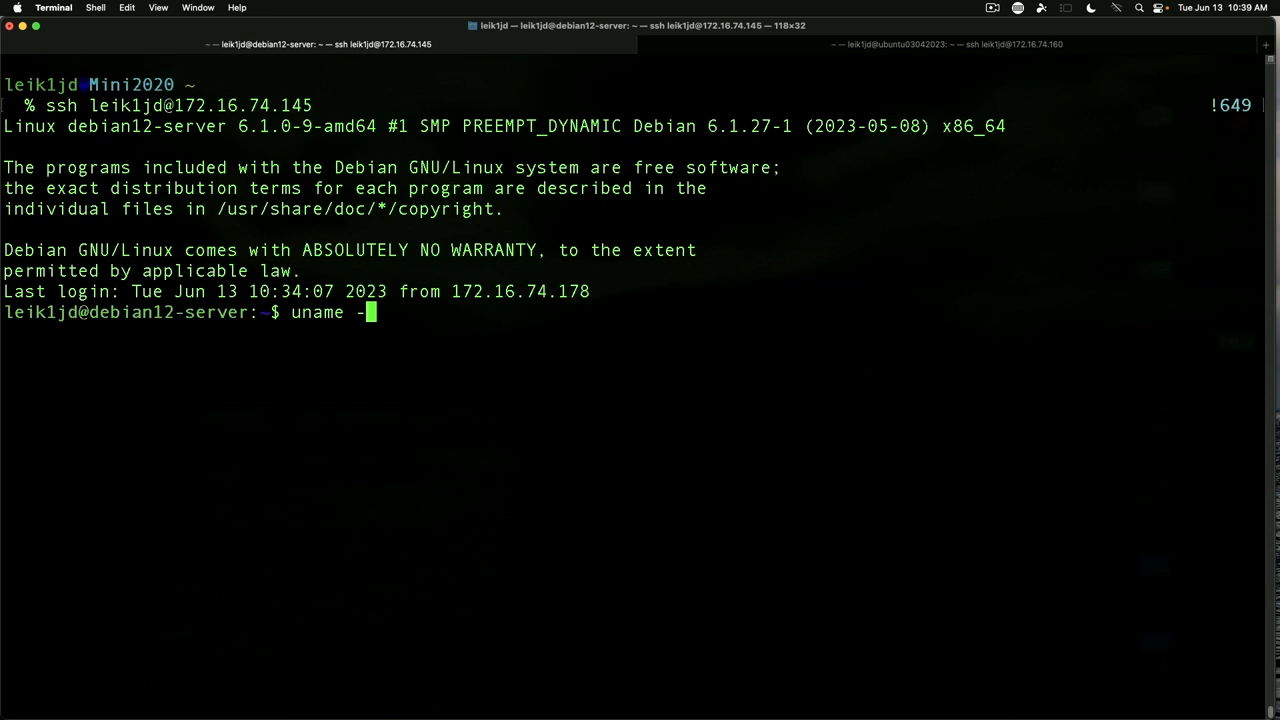 Terminal Shell Edit View Window Help Tue Jun 13 10:39 AM
leik1jd — leik1jd@debian12-server: ~ — ssh leik1jd@172.16.74.145 — 118×32
~ — leik1jd@debian12-server: ~ — ssh leik1jd@172.16.74.145 ~ — leik1jd@ubuntu03042023: ~ — ssh leik1jd@172.16.74.160 +
leik1jd Mini2020 ~
[ % ssh leik1jd@172.16.74.145 !649 ]
Linux debian12-server 6.1.0-9-amd64 #1 SMP PREEMPT_DYNAMIC Debian 6.1.27-1 (2023-05-08) x86_64
The programs included with the Debian GNU/Linux system are free software;
the exact distribution terms for each program are described in the
individual files in /usr/share/doc/*/copyright.
Debian GNU/Linux comes with ABSOLUTELY NO WARRANTY, to the extent
permitted by applicable law.
Last login: Tue Jun 13 10:34:07 2023 from 172.16.74.178
leik1jd@debian12-server:~$ uname -